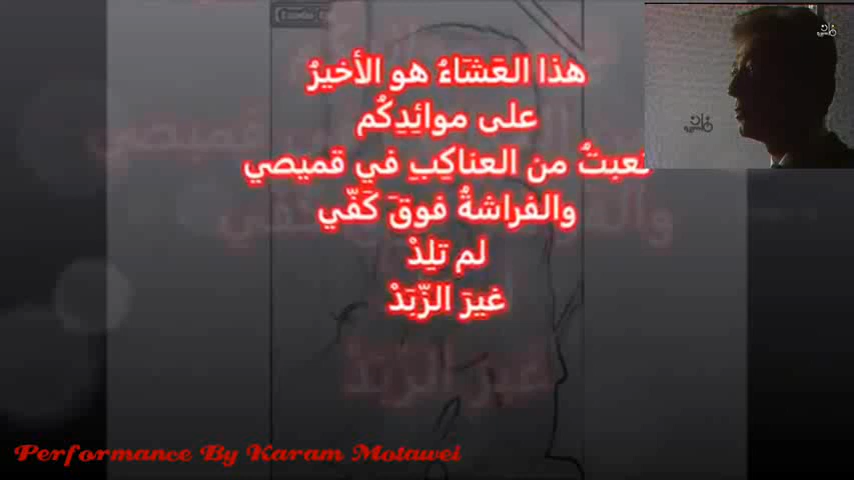 هذا العَشَاءُ هو الأخيرُ
على موائِدِكُم
تعبتُ من العناكِبِ في قميصي
والفراشةُ فوقَ كَفّي
لم تلِدْ
غيرَ الزّبَدْ
Performance By Karam Motawei